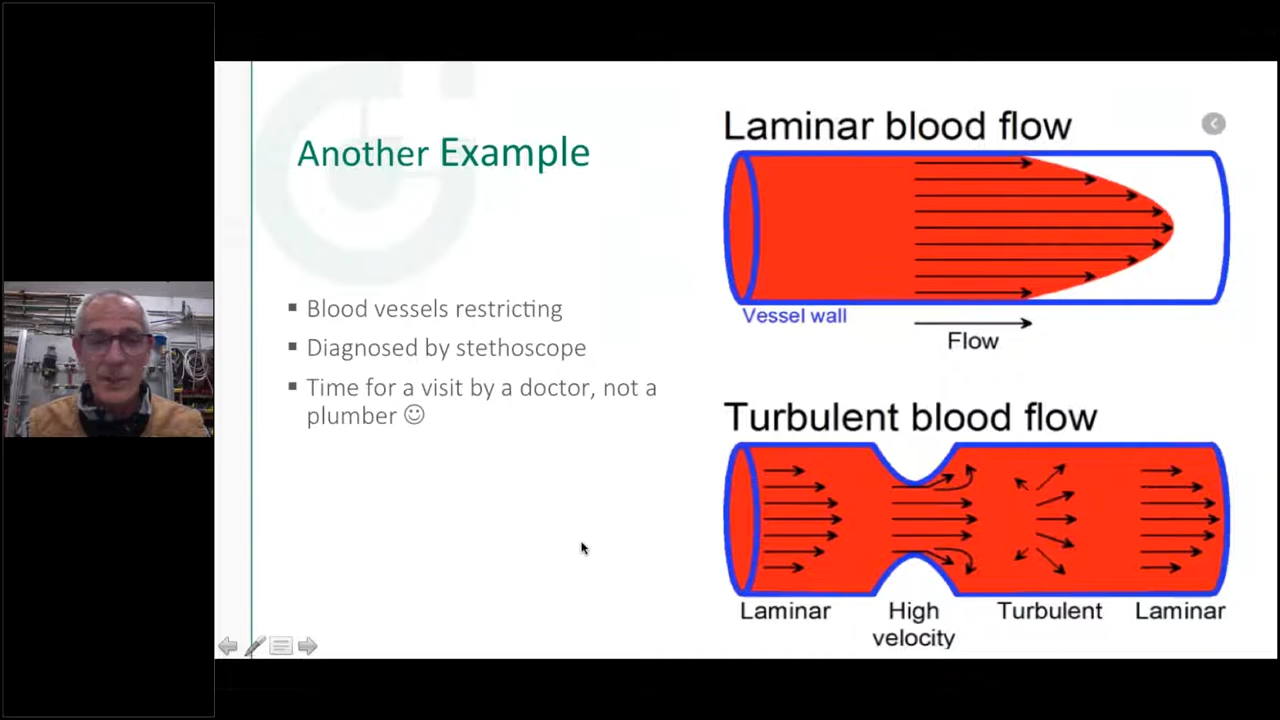 Another Example
Blood vessels restricting
Diagnosed by stethoscope
Time for a visit by a doctor, not a
plumber ☺
Laminar blood flow
Vessel wall
Flow
Turbulent blood flow
Laminar
High
velocity
Turbulent
Laminar